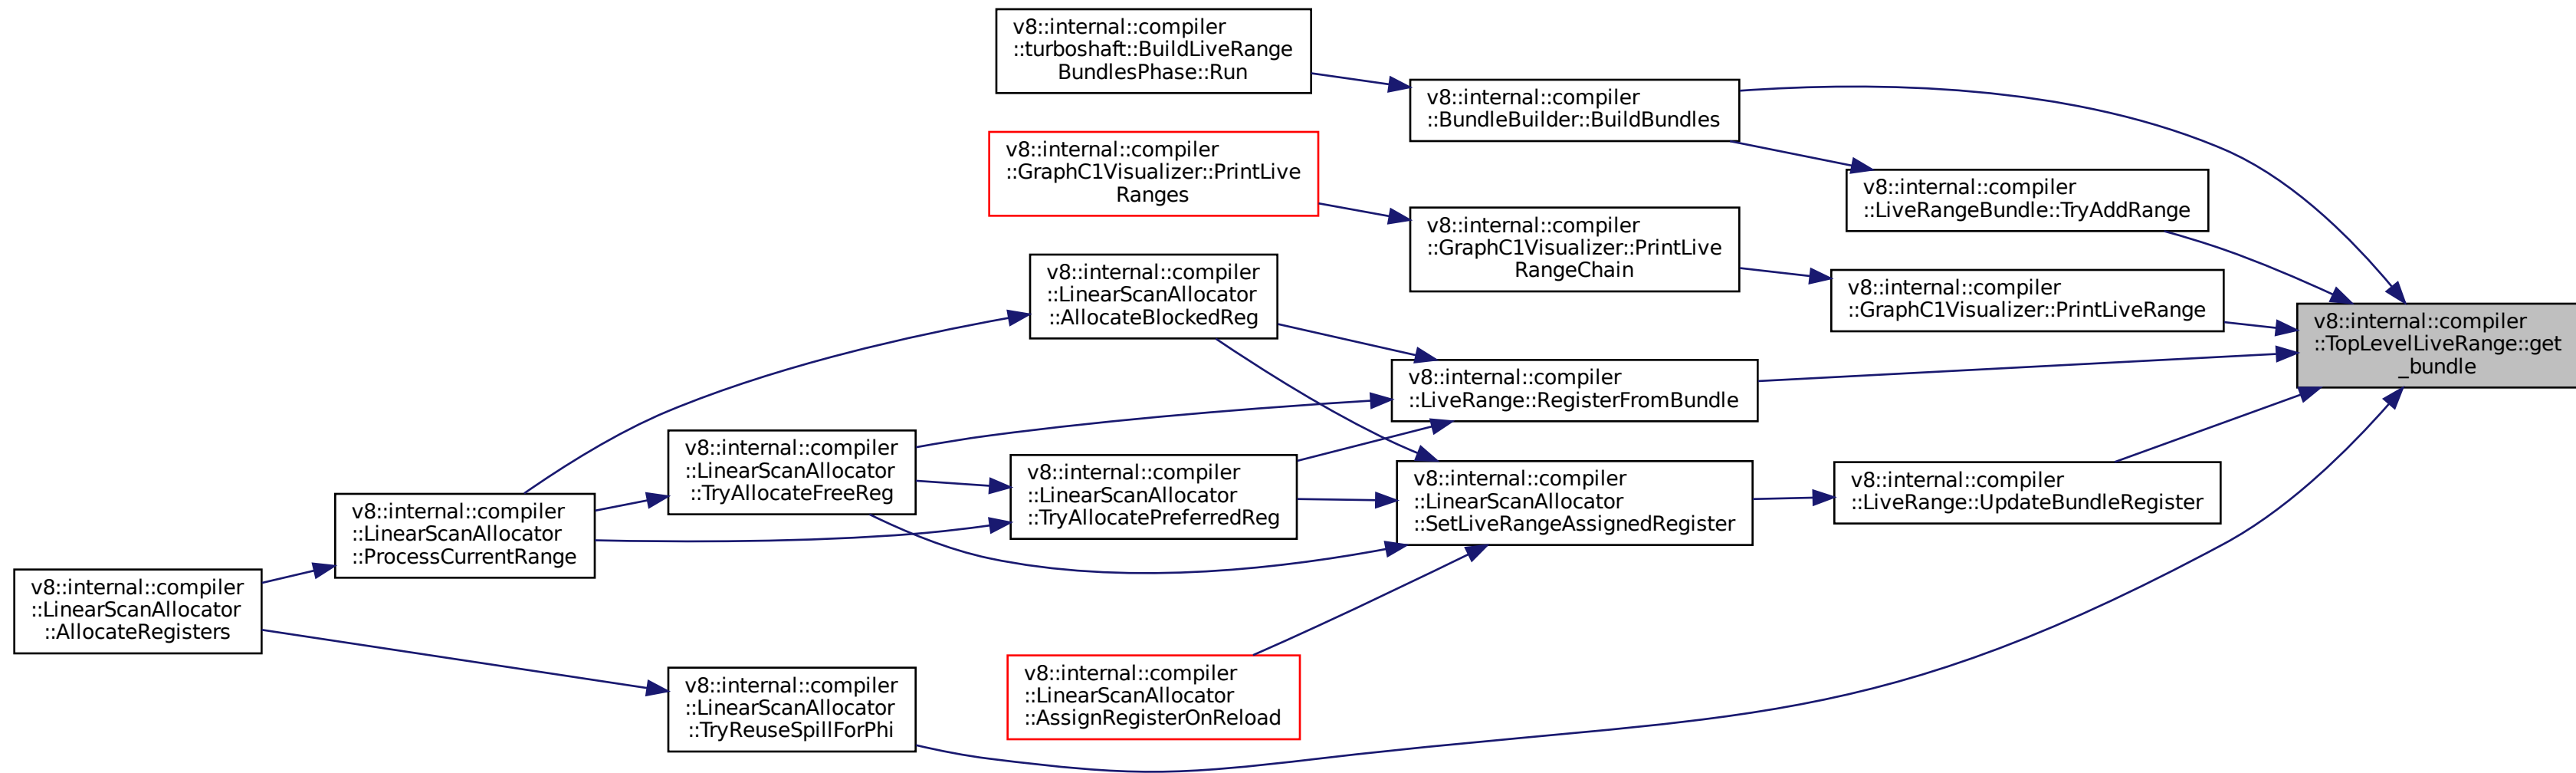 v8::internal::compiler
::turboshaft::BuildLiveRange
BundlesPhase::Run
v8::internal::compiler
::BundleBuilder::BuildBundles
v8::internal::compiler
::GraphC1Visualizer::PrintLive
Ranges
v8::internal::compiler
::LiveRangeBundle::TryAddRange
v8::internal::compiler
::GraphC1Visualizer::PrintLive
RangeChain
v8::internal::compiler
::LinearScanAllocator
::AllocateBlockedReg
v8::internal::compiler
::GraphC1Visualizer::PrintLiveRange
v8::internal::compiler
::TopLevelLiveRange::get
_bundle
v8::internal::compiler
::LiveRange::RegisterFromBundle
v8::internal::compiler
::LinearScanAllocator
::TryAllocateFreeReg
v8::internal::compiler
::LinearScanAllocator
::TryAllocatePreferredReg
v8::internal::compiler
::LinearScanAllocator
::SetLiveRangeAssignedRegister
v8::internal::compiler
::LiveRange::UpdateBundleRegister
v8::internal::compiler
::LinearScanAllocator
::ProcessCurrentRange
v8::internal::compiler
::LinearScanAllocator
::AllocateRegisters
v8::internal::compiler
::LinearScanAllocator
::AssignRegisterOnReload
v8::internal::compiler
::LinearScanAllocator
::TryReuseSpillForPhi